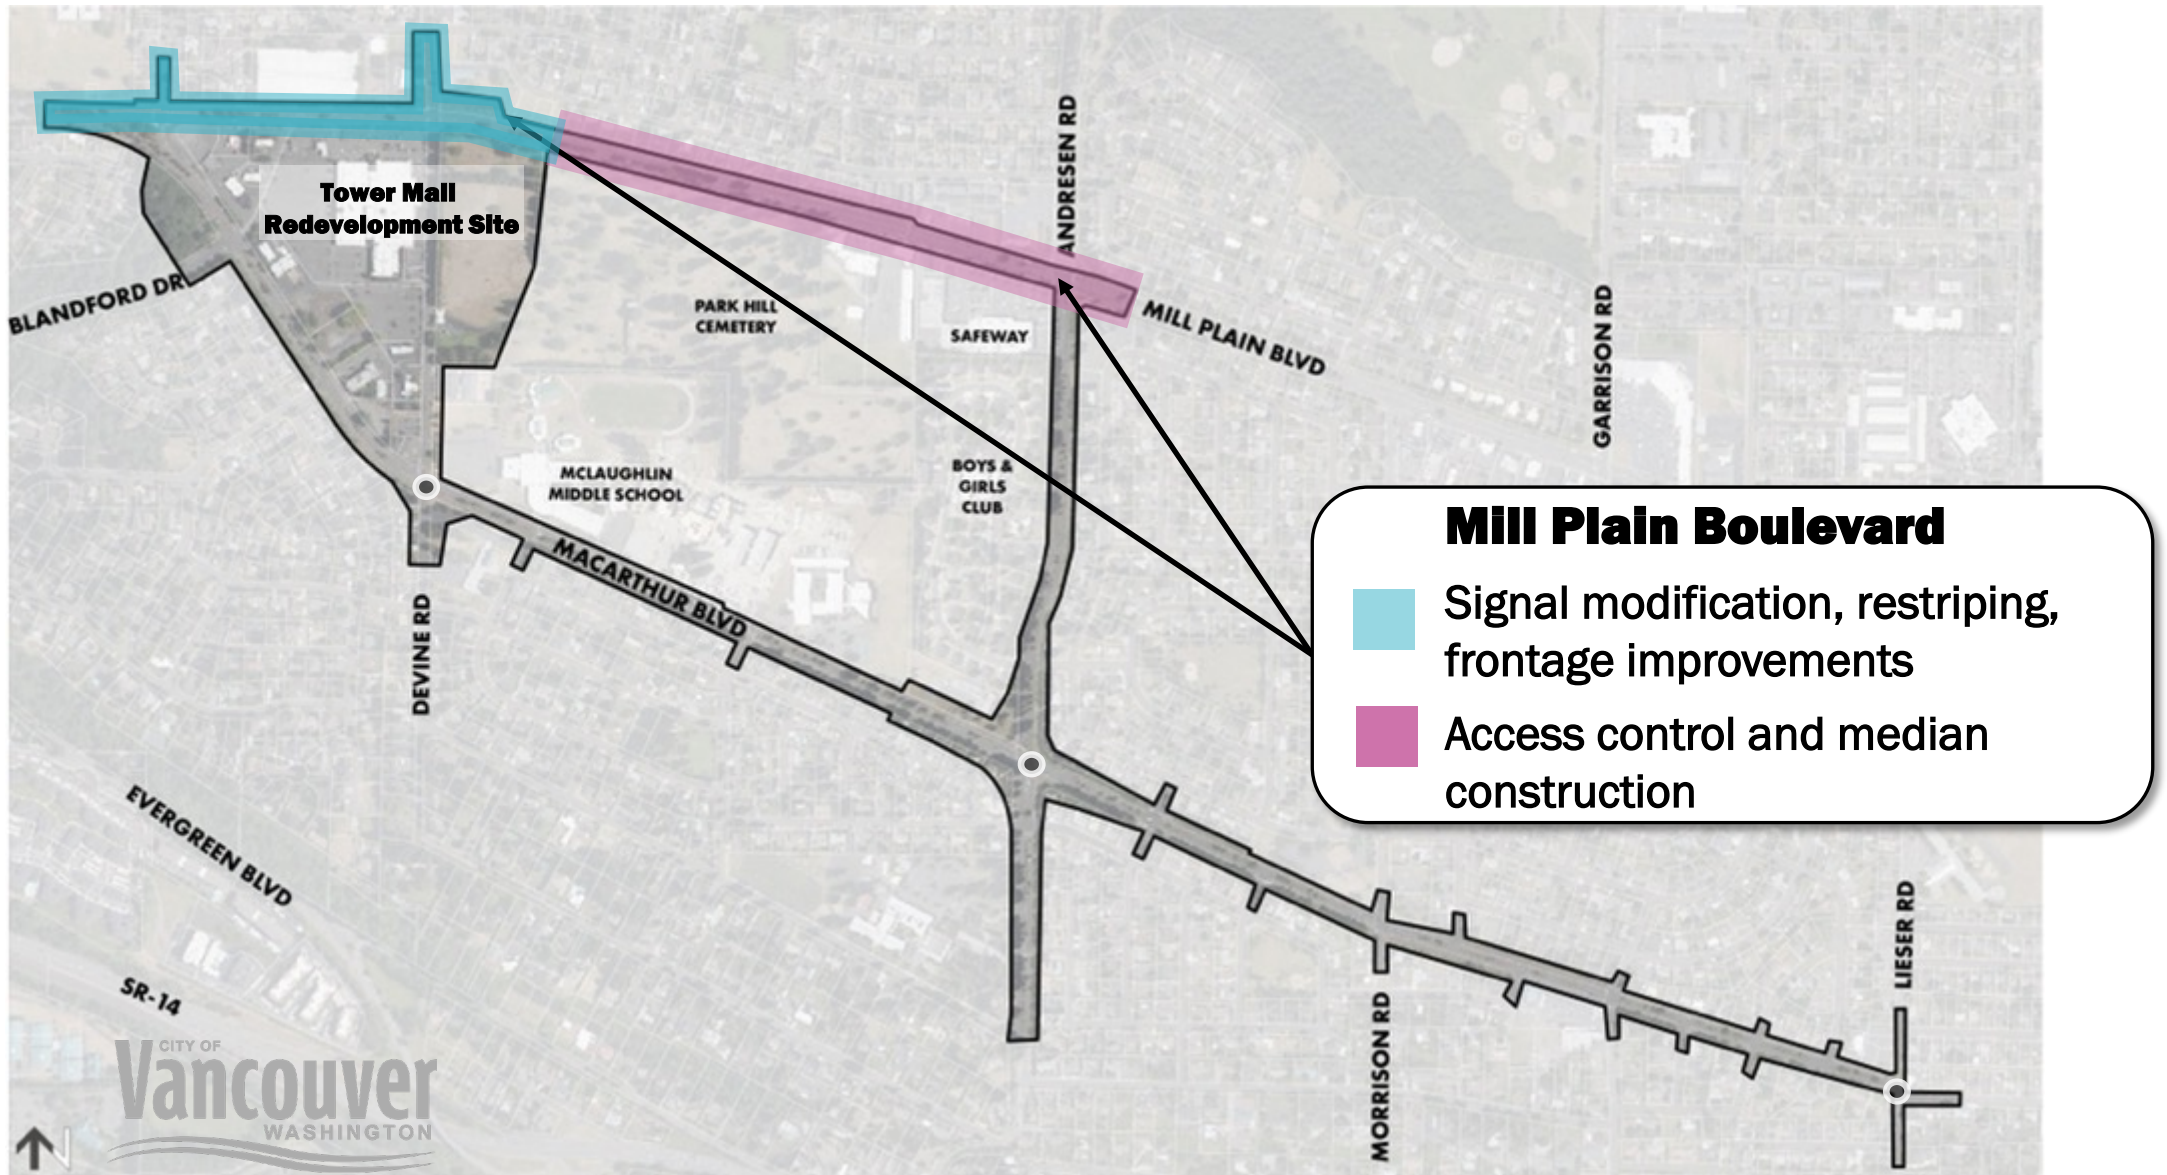 Tower Mall
Redevelopment Site
BLANDFORD DR
ANDRESEN RD
MILL PLAIN BLVD
GARRISON RD
PARK HILL
CEMETERY
SAFEWAY
MCLAUGHLIN
MIDDLE SCHOOL
BOYS &
GIRLS
CLUB
Mill Plain Boulevard
Signal modification, restriping,
frontage improvements
Access control and median
construction
MACARTHUR BLVD
DEVINE RD
EVERGREEN BLVD
SR-14
MORRISON RD
LIESER RD
CITY OF
Vancouver
WASHINGTON
N